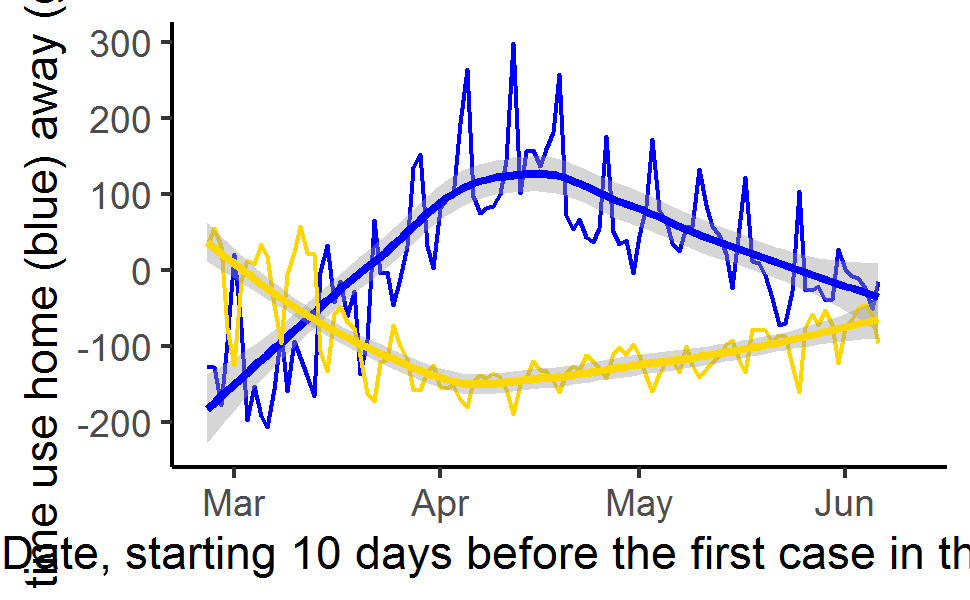 time use home (blue) away (
300
200
100
0
-100
-200
Mar Apr May Jun
Date, starting 10 days before the first case in th